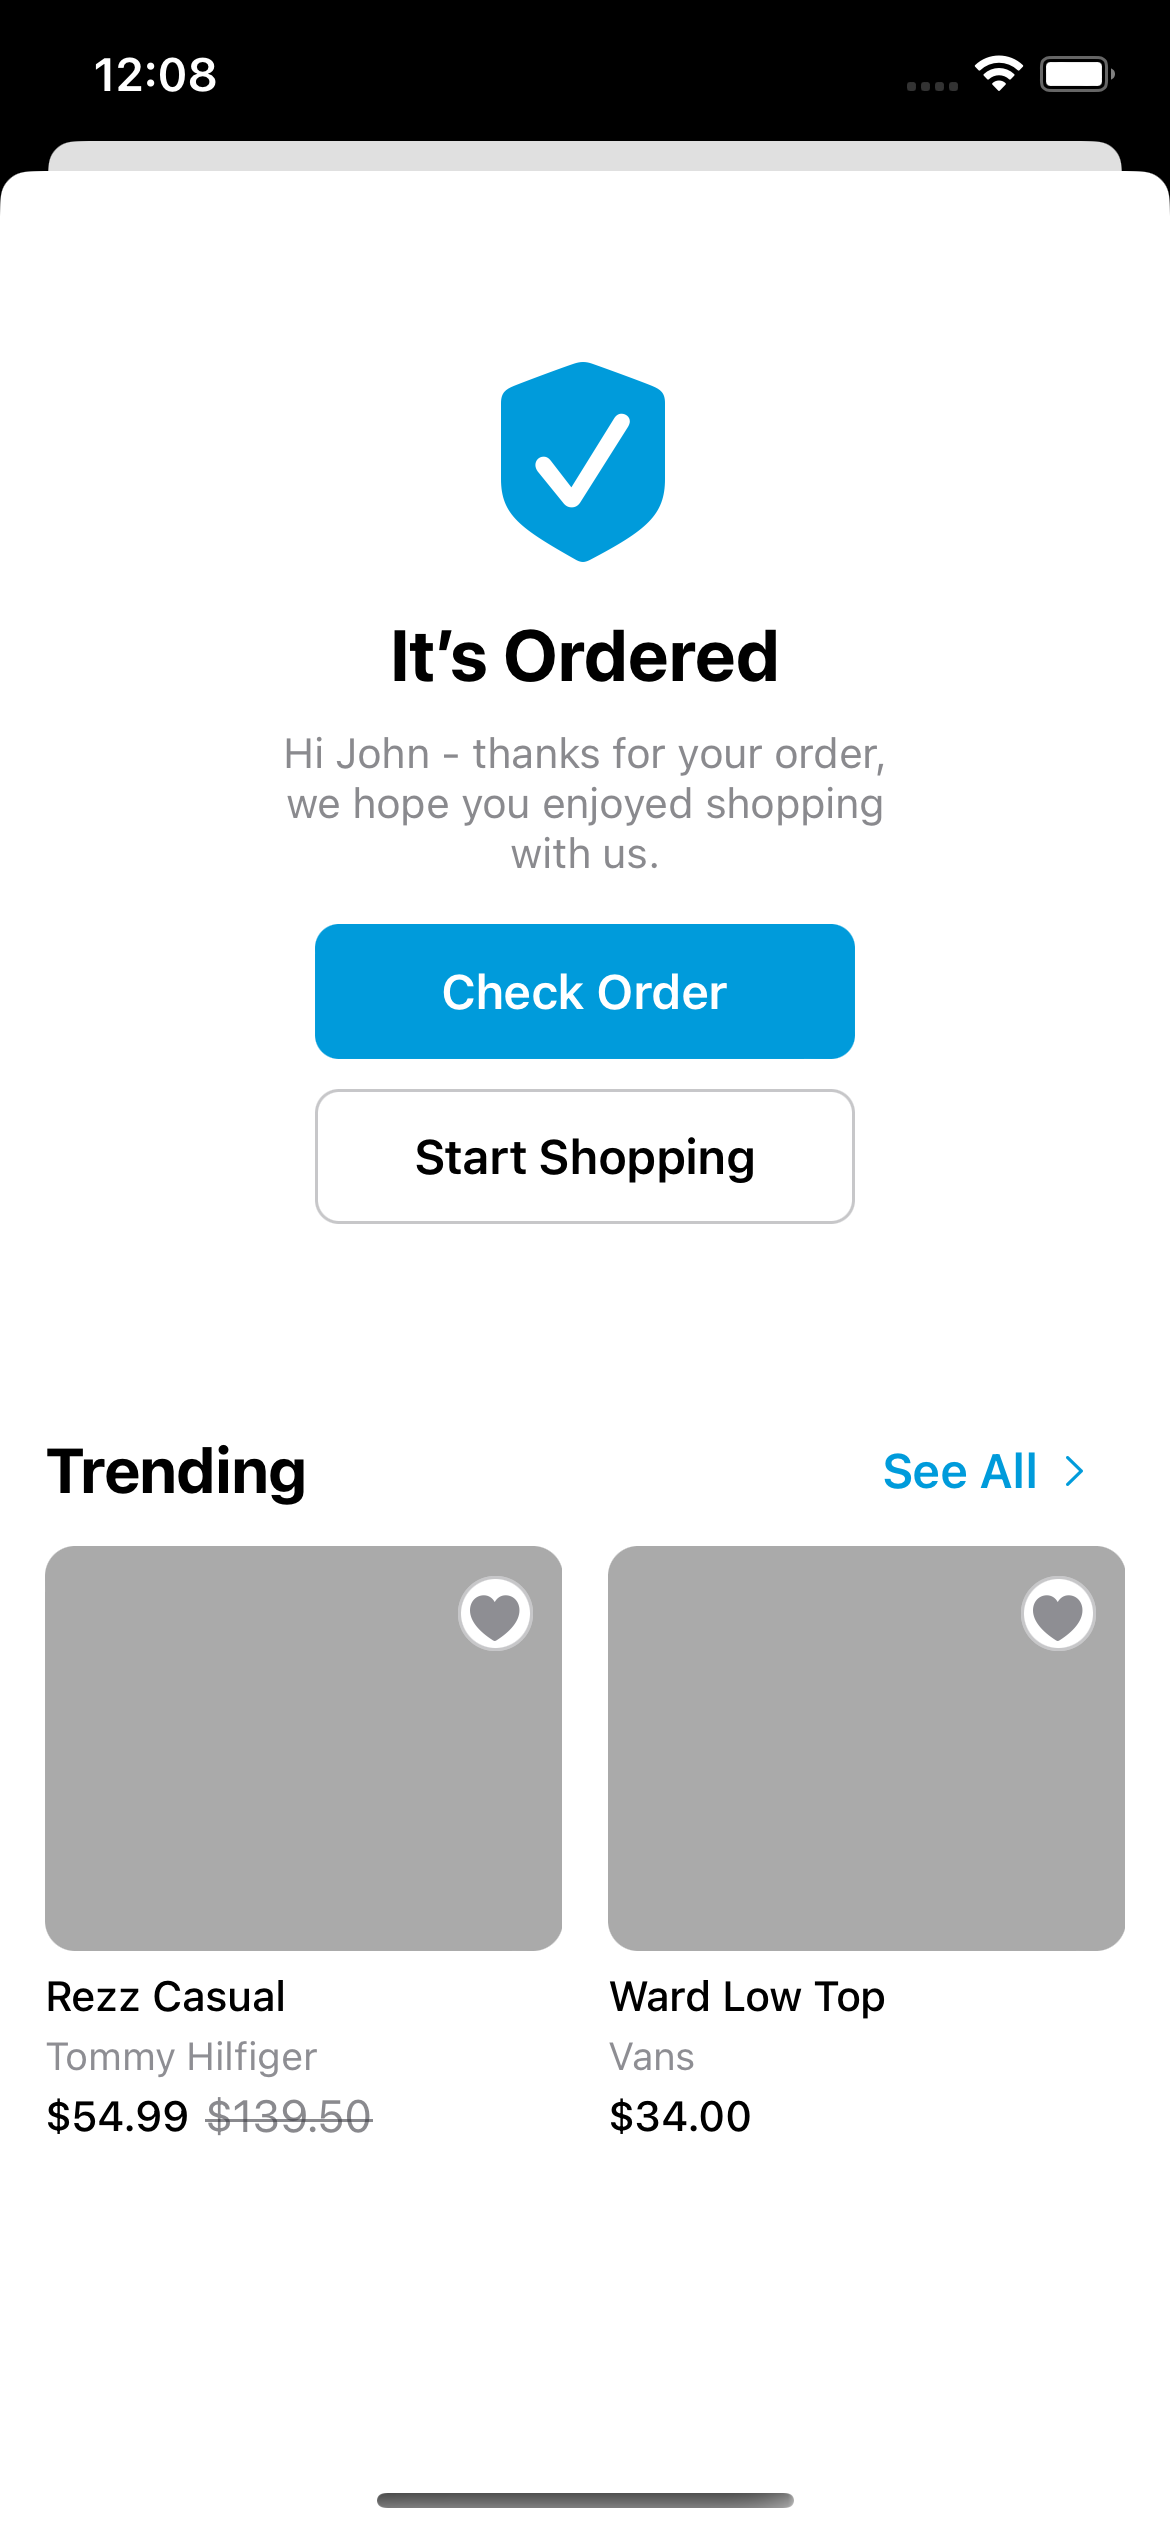 12:08
It’s Ordered
Hi John - thanks for your order,
we hope you enjoyed shopping
with us.
Check Order
Start Shopping
Trending
See All
Rezz Casual
Tommy Hilfiger
$54.99 $139.50
Ward Low Top
Vans
$34.00